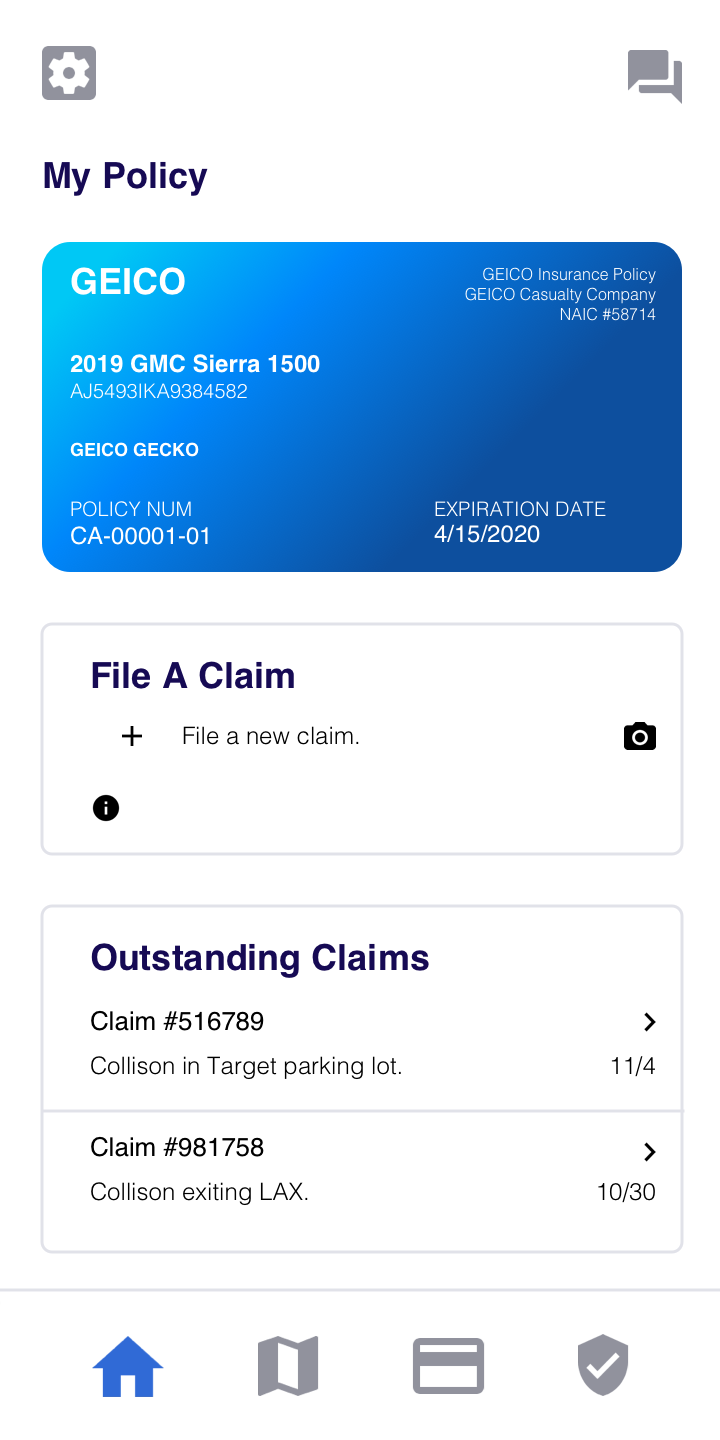 My Policy
GEICO
GEICO Insurance Policy
GEICO Casualty Company
NAIC #58714
2019 GMC Sierra 1500
AJ5493IKA9384582
GEICO GECKO
POLICY NUM
CA-00001-01
EXPIRATION DATE
4/15/2020
File A Claim
File a new claim.
Outstanding Claims
Claim #516789
Collison in Target parking lot.
11/4
Claim #981758
Collison exiting LAX.
10/30